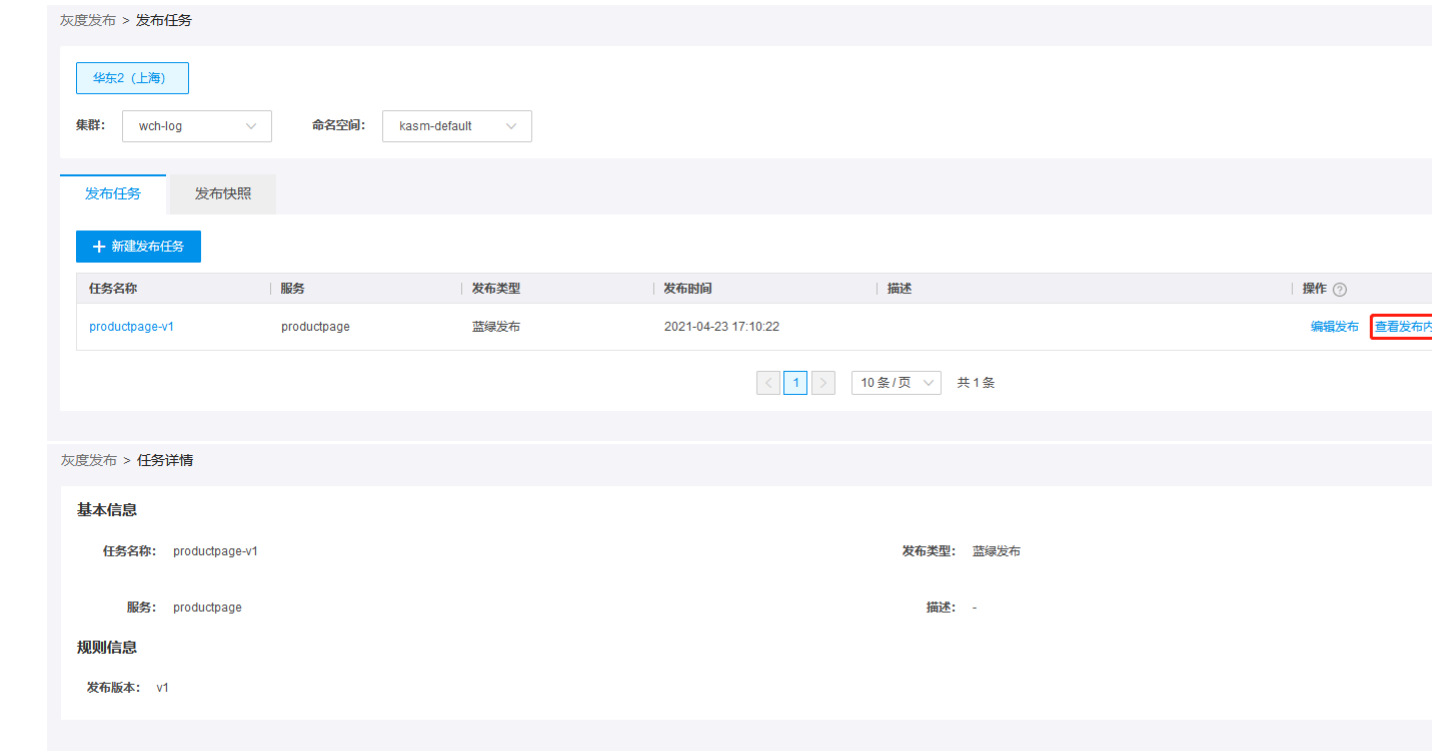 灰度发布 > 发布任务
华东2（上海）
集群： wch-log 命名空间： kasm-default
发布任务 发布快照
新建发布任务
任务名称 服务 发布类型 发布时间 描述 操作
productpage-v1 productpage 蓝绿发布 2021-04-23 17:10:22 编辑发布 查看发布内
< 1 > 10 条 / 页 共 1 条
灰度发布 > 任务详情
基本信息
任务名称： productpage-v1 发布类型： 蓝绿发布
服务： productpage 描述： -
规则信息
发布版本： v1